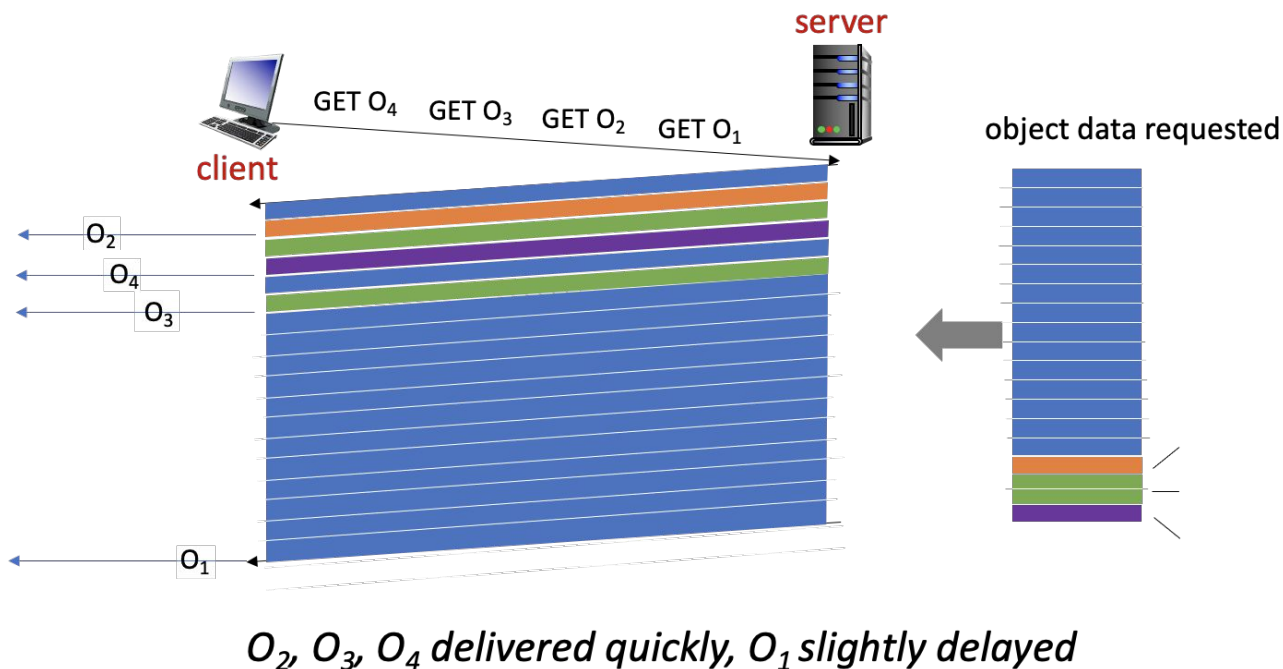 server
GET O₄ GET O₃ GET O₂ GET O₁
object data requested
client
O₂
O₄
O₃
O₁
O₂, O₃, O₄ delivered quickly, O₁ slightly delayed